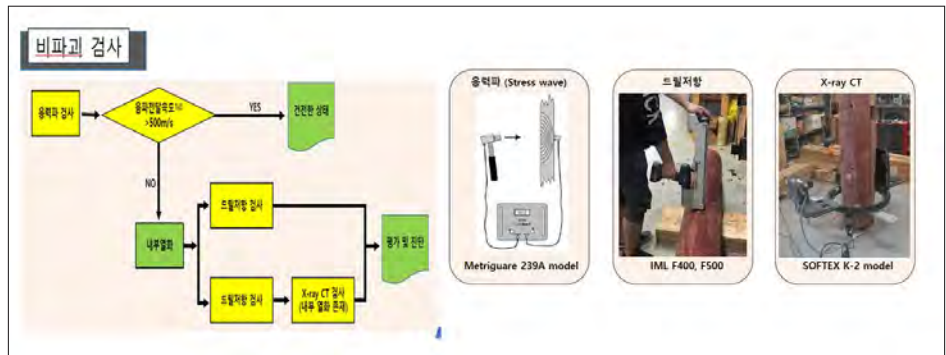 비파괴 검사
응력파 검사
음파전달속도
>500m/s
YES
건전한 상태
NO
내부열화
드릴저항 검사
평가 및 진단
드릴저항 검사
X-ray CT 검사
(내부 열화 존재)
응력파 (Stress wave)
Metriguare 239A model
드릴저항
IML F400, F500
X-ray CT
SOFTEX K-2 model